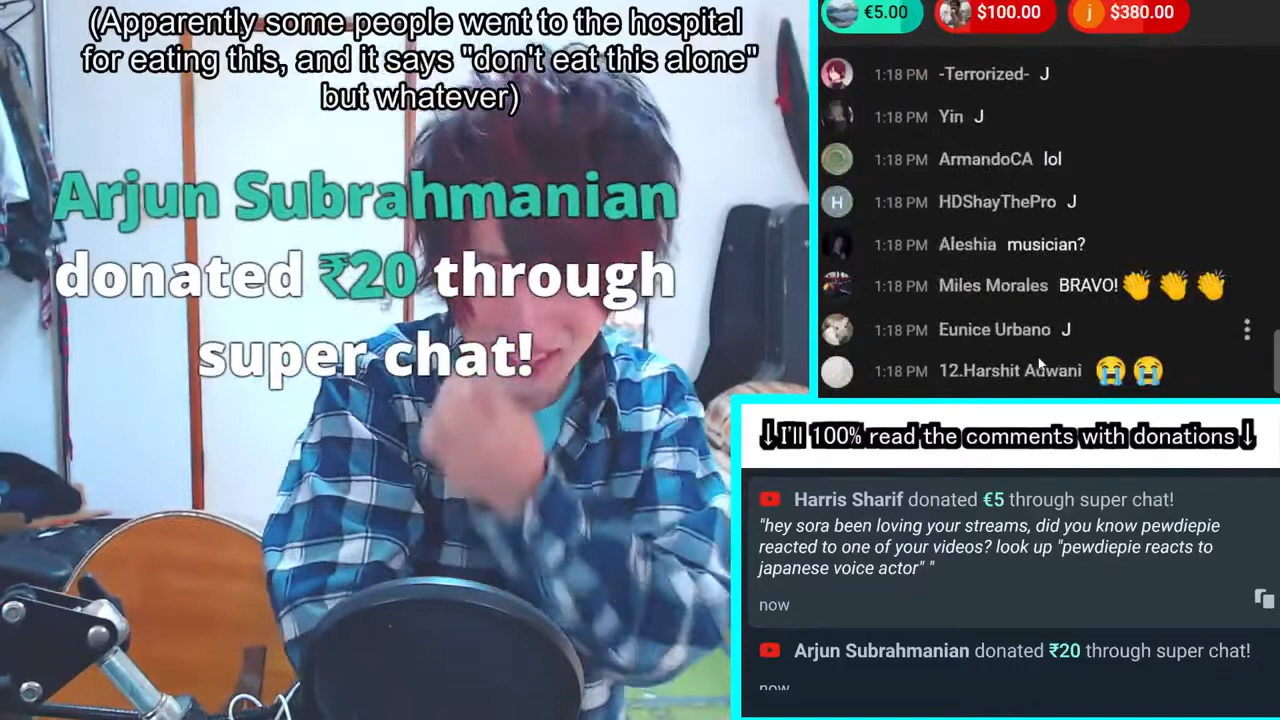 (Apparently some people went to the hospital
for eating this, and it says "don't eat this alone"
but whatever)
Arjun Subrahmanian
donated ₹20 through
super chat!
€5.00 $100.00 j $380.00
1:18 PM -Terrorized- J
1:18 PM Yin J
1:18 PM ArmandoCA lol
H 1:18 PM HDShayThePro J
1:18 PM Aleshia musician?
1:18 PM Miles Morales BRAVO!👏👏👏
1:18 PM Eunice Urbano J
1:18 PM 12.Harshit Adwani 😭😭
↓I'll 100% read the comments with donations↓
Harris Sharif donated €5 through super chat!
"hey sora been loving your streams, did you know pewdiepie
reacted to one of your videos? look up "pewdiepie reacts to
japanese voice actor" "
now
Arjun Subrahmanian donated ₹20 through super chat!
now